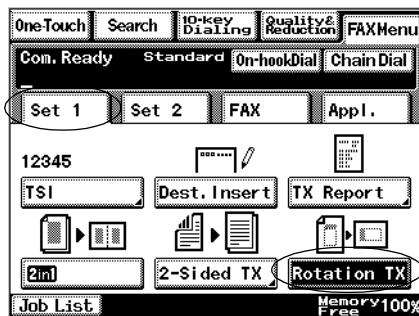 One-Touch Search 10-key Dialing Quality& Reduction FAX Menu
Com. Ready Standard On-hookDial Chain Dial
Set 1 Set 2 FAX Appl.
12345
TSI Dest. Insert TX Report
2in1 2-Sided TX Rotation TX
Job List Memory Free 100%